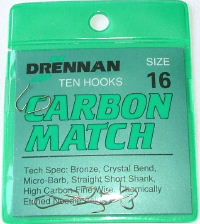 DRENNAN
SIZE
TEN HOOKS
16
CARBON
MATCH
Tech Spec: Bronze, Crystal Bend,
Micro-Barb, Straight Short Shank,
High Carbon Fine Wire, Chemically
Etched